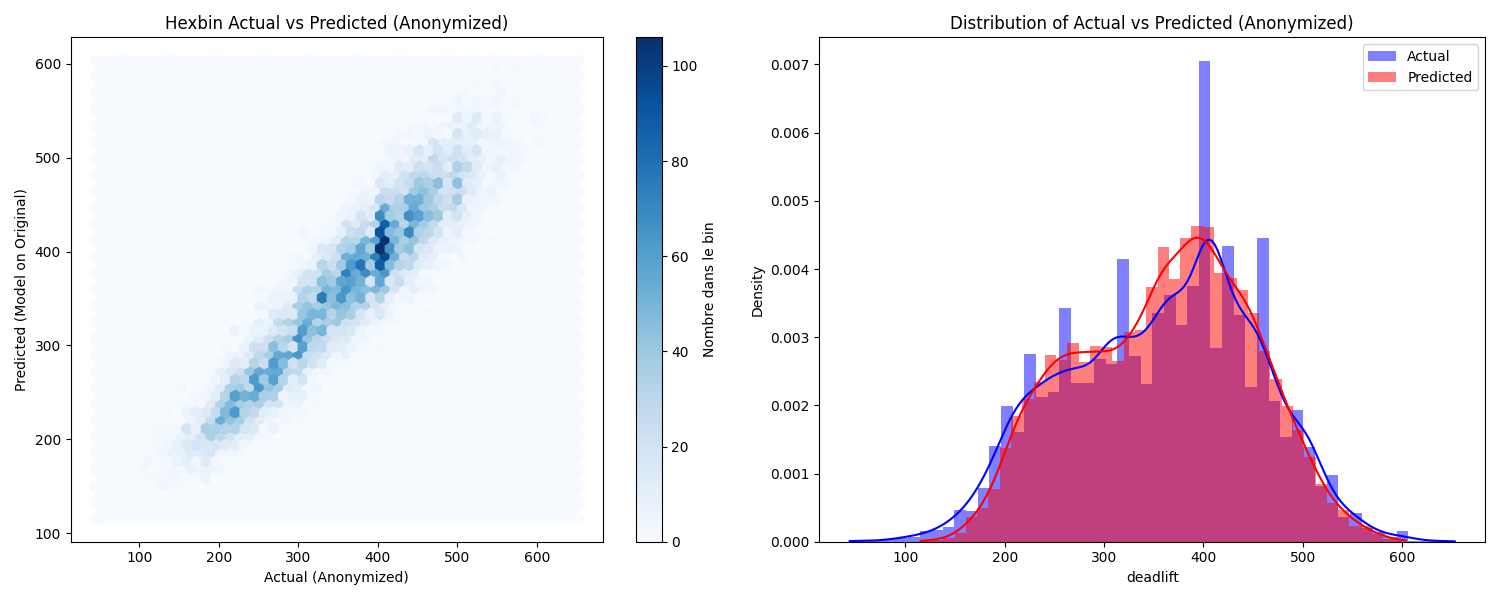 Hexbin Actual vs Predicted (Anonymized)
600
500
400
300
200
100
Predicted (Model on Original)
100 200 300 400 500 600
Actual (Anonymized)
100
80
60
40
20
0
Nombre dans le bin
Distribution of Actual vs Predicted (Anonymized)
Actual
Predicted
0.007
0.006
0.005
0.004
0.003
0.002
0.001
0.000
Density
100 200 300 400 500 600
deadlift